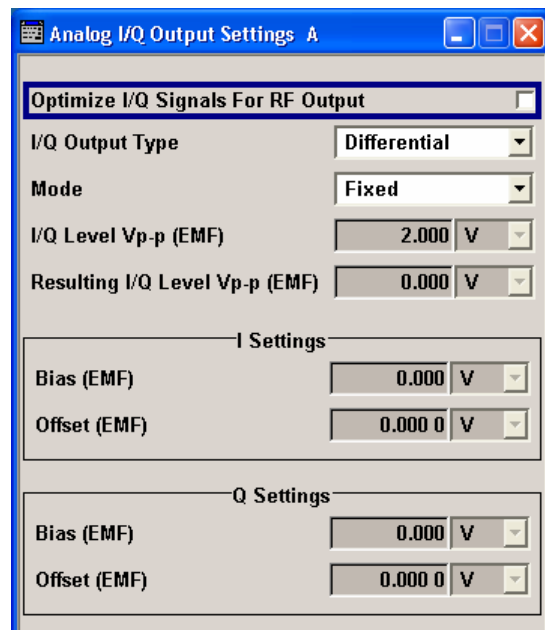 Analog I/Q Output Settings A
Optimize I/Q Signals For RF Output
I/Q Output Type Differential
Mode Fixed
I/Q Level Vp-p (EMF) 2.000 V
Resulting I/Q Level Vp-p (EMF) 0.000 V
I Settings
Bias (EMF) 0.000 V
Offset (EMF) 0.000 0 V
Q Settings
Bias (EMF) 0.000 V
Offset (EMF) 0.000 0 V